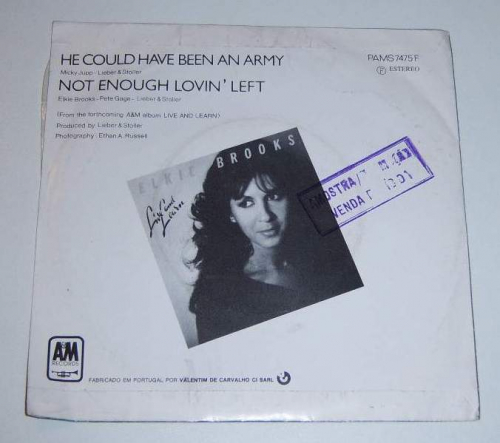 HE COULD HAVE BEEN AN ARMY
Micky Jupp - Lieber & Stoller
NOT ENOUGH LOVIN' LEFT
Elkie Brooks - Pete Gage - Lieber & Stoller
(From the forthcoming A&M album LIVE AND LEARN)
Produced by Lieber & Stoller
Photography: Ethan A. Russell
PAMS 7475 F
P ESTEREO
ELKIE BROOKS
Live and Learn
AMOSTRA
VENDA
A&M
RECORDS
FABRICADO EM PORTUGAL POR VALENTIM DE CARVALHO CI SARL